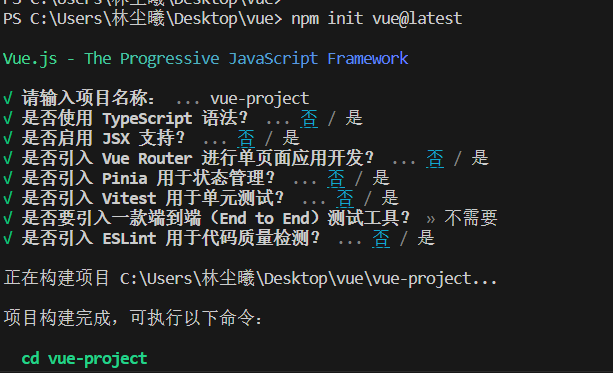 PS C:\Users\林尘曦\Desktop\vue>
PS C:\Users\林尘曦\Desktop\vue> npm init vue@latest
Vue.js - The Progressive JavaScript Framework
√ 请输入项目名称： ... vue-project
√ 是否使用 TypeScript 语法？ ... 否 / 是
√ 是否启用 JSX 支持？ ... 否 / 是
√ 是否引入 Vue Router 进行单页面应用开发？ ... 否 / 是
√ 是否引入 Pinia 用于状态管理？ ... 否 / 是
√ 是否引入 Vitest 用于单元测试？ ... 否 / 是
√ 是否要引入一款端到端（End to End）测试工具？ » 不需要
√ 是否引入 ESLint 用于代码质量检测？ ... 否 / 是
正在构建项目 C:\Users\林尘曦\Desktop\vue\vue-project...
项目构建完成，可执行以下命令：
cd vue-project